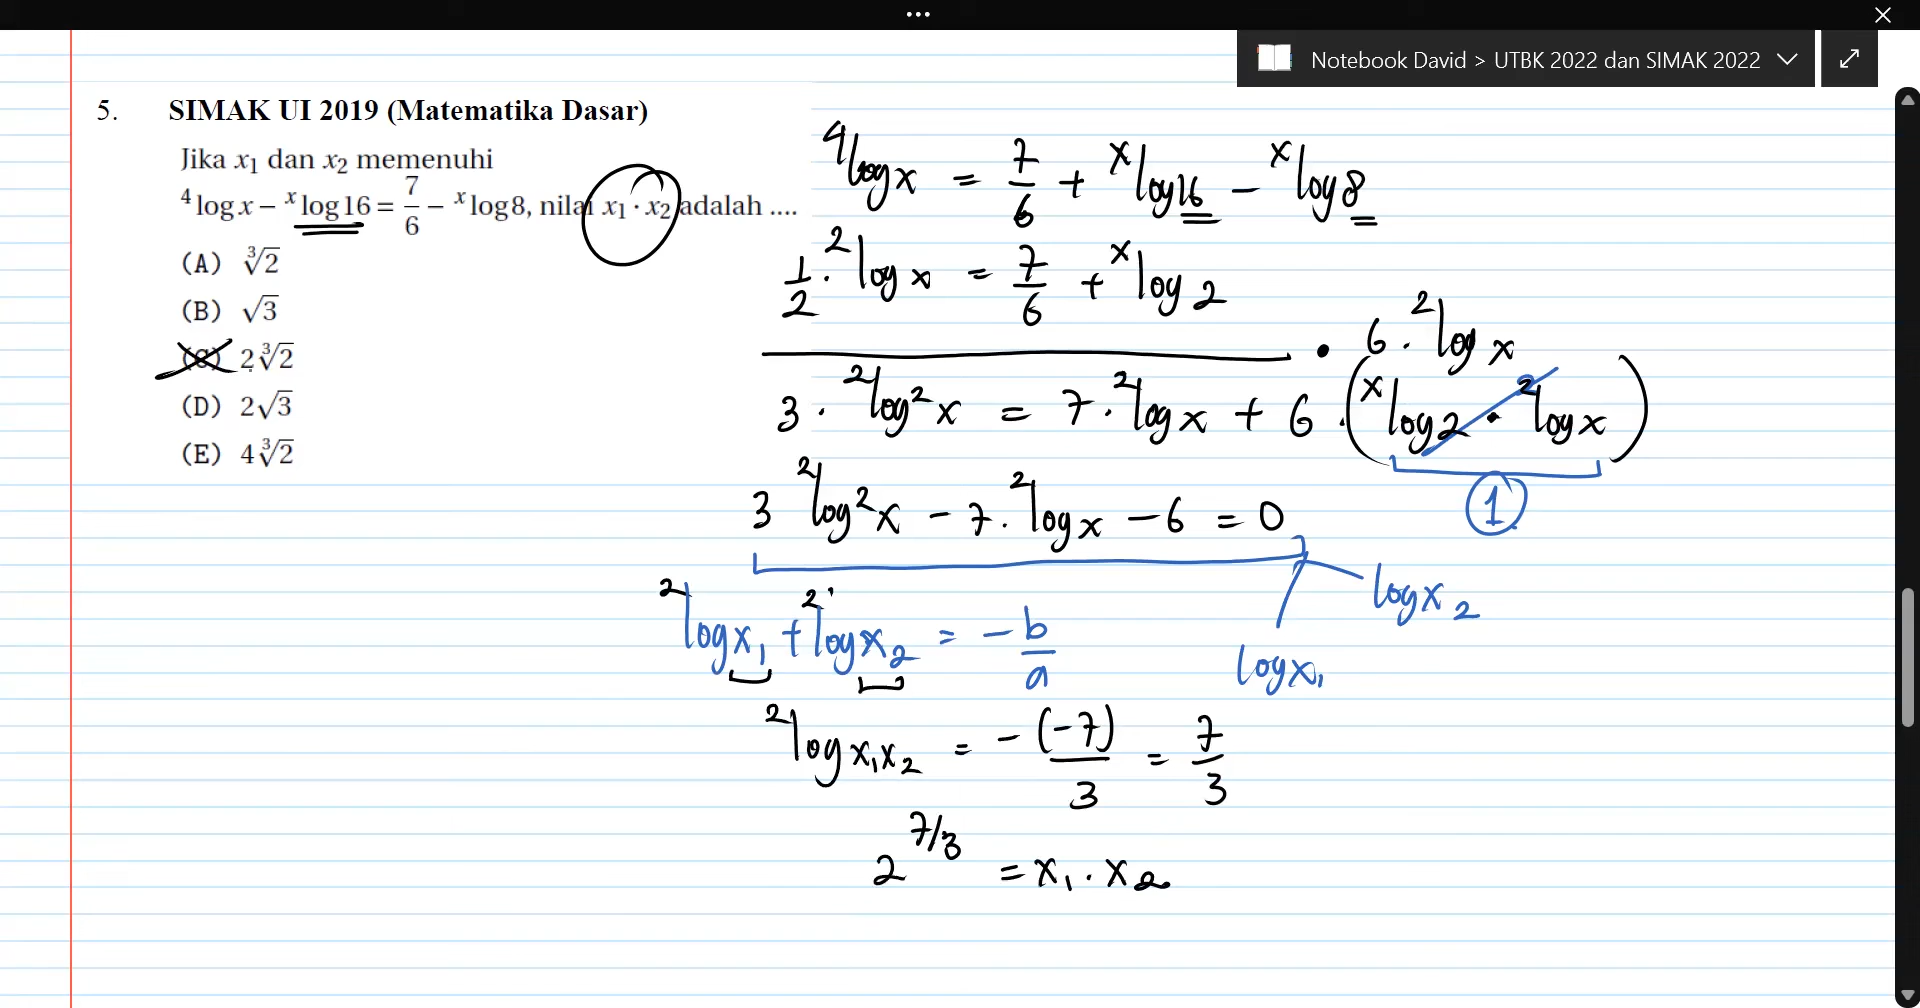 Notebook David > UTBK 2022 dan SIMAK 2022
5. SIMAK UI 2019 (Matematika Dasar)
Jika x₁ dan x₂ memenuhi
⁴log x – ˣlog 16 = 7/6 – ˣlog 8, nilai x₁ · x₂ adalah ....
(A) ∛2
(B) √3
(C) 2∛2
(D) 2√3
(E) 4∛2
⁴log x = 7/6 + ˣlog 16 – ˣlog 8
1/2 · ²log x = 7/6 + ˣlog 2
· 6 · ²log x
3 · ²log² x = 7 · ²log x + 6 · (ˣlog 2 · ²log x)
1
3 ²log² x – 7 · ²log x – 6 = 0
log x₂
log x₁
²log x₁ + ²log x₂ = – b/a
²log x₁x₂ = – (–7)/3 = 7/3
2^7/3 = x₁ · x₂